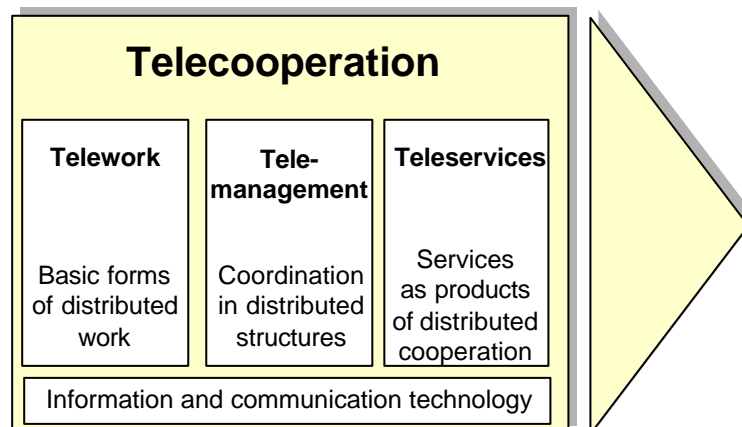 Telecooperation
Telework
Basic forms
of distributed
work
Tele-
management
Coordination
in distributed
structures
Teleservices
Services
as products
of distributed
cooperation
Information and communication technology